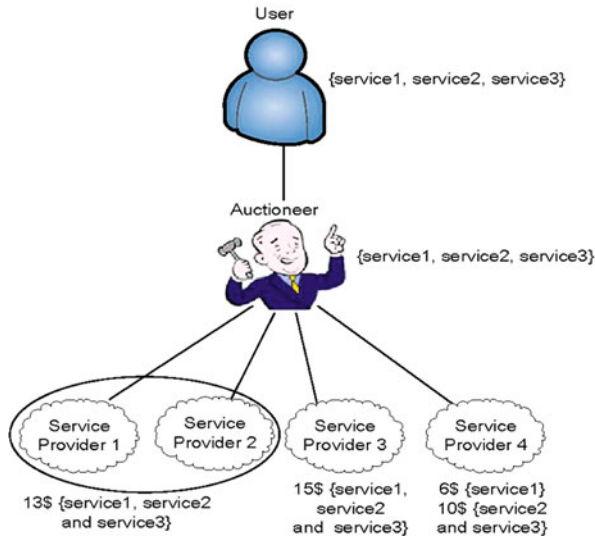 User
{service1, service2, service3}
Auctioneer
{service1, service2, service3}
Service
Provider 1
Service
Provider 2
Service
Provider 3
Service
Provider 4
13$ {service1, service2
and service3}
15$ {service1,
service2
and service3}
6$ {service1}
10$ {service2
and service3}